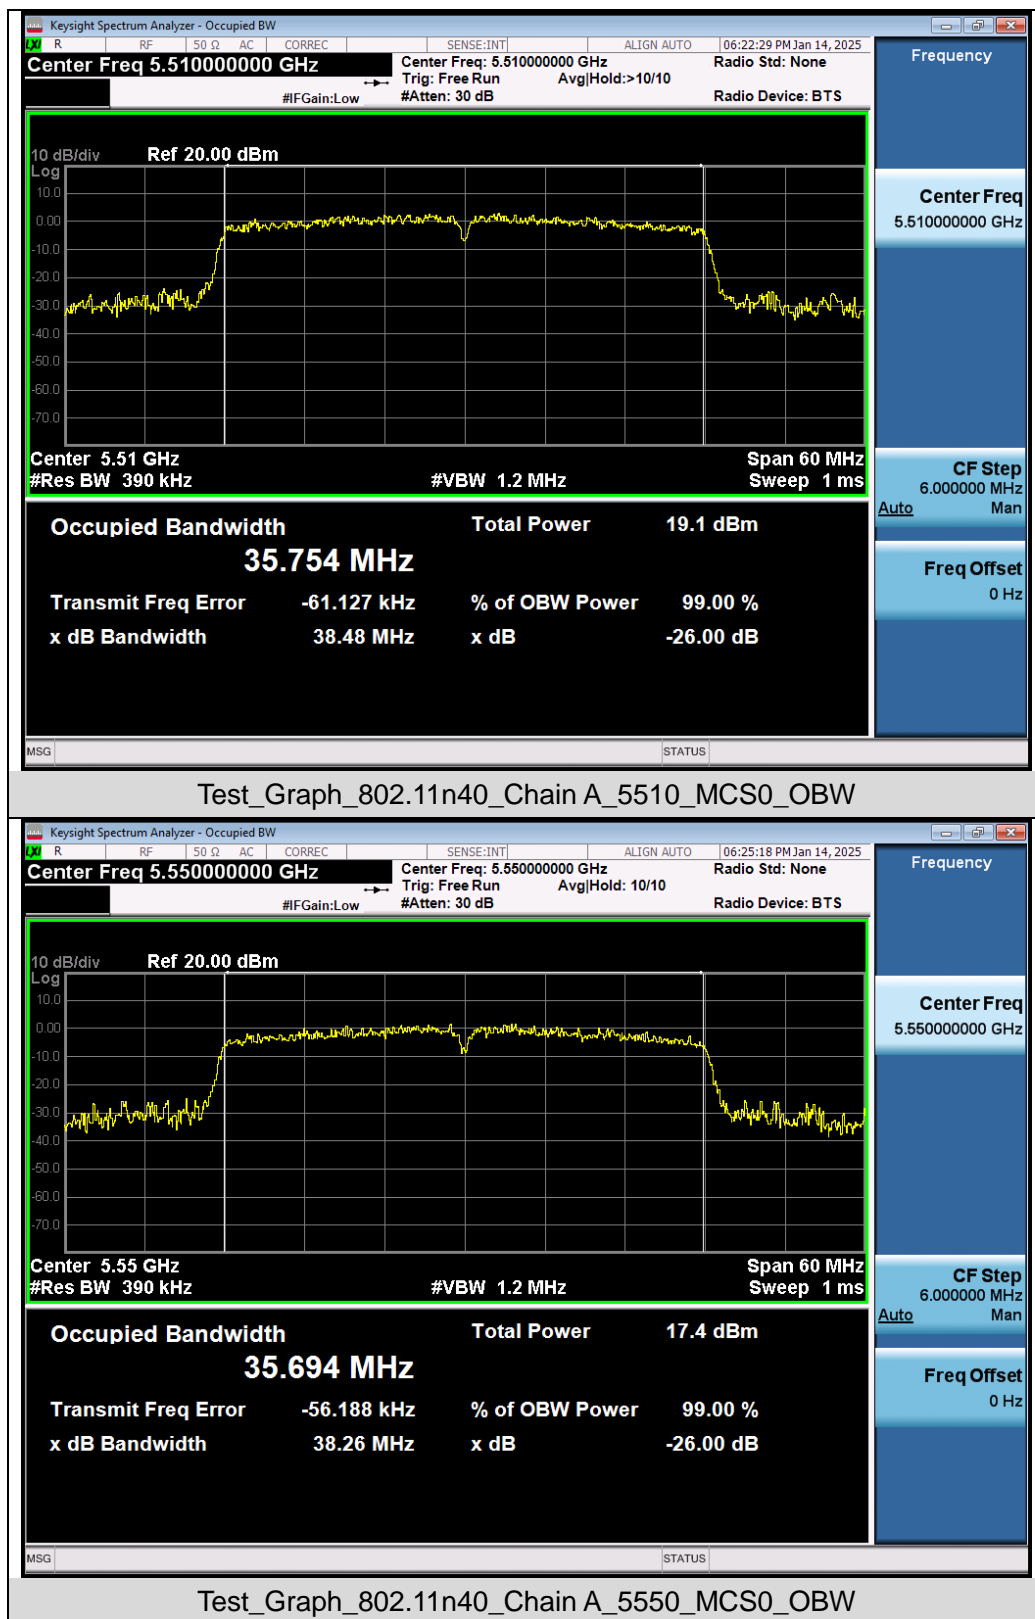 Keysight Spectrum Analyzer - Occupied BW
LXI R RF 50 Ω AC CORREC SENSE:INT ALIGN AUTO 06:22:29 PM Jan 14, 2025
Center Freq 5.510000000 GHz
Center Freq: 5.510000000 GHz
Radio Std: None
Trig: Free Run Avg|Hold:>10/10
#IFGain:Low
#Atten: 30 dB
Radio Device: BTS
Frequency
10 dB/div Ref 20.00 dBm
Log
10.0
0.00
-10.0
-20.0
-30.0
-40.0
-50.0
-60.0
-70.0
Center 5.51 GHz Span 60 MHz
#Res BW 390 kHz #VBW 1.2 MHz Sweep 1 ms
Center Freq
5.510000000 GHz
CF Step
6.000000 MHz
Auto Man
Freq Offset
0 Hz
Occupied Bandwidth Total Power 19.1 dBm
35.754 MHz
Transmit Freq Error -61.127 kHz % of OBW Power 99.00 %
x dB Bandwidth 38.48 MHz x dB -26.00 dB
MSG STATUS
Test_Graph_802.11n40_Chain A_5510_MCS0_OBW
Keysight Spectrum Analyzer - Occupied BW
LXI R RF 50 Ω AC CORREC SENSE:INT ALIGN AUTO 06:25:18 PM Jan 14, 2025
Center Freq 5.550000000 GHz
Center Freq: 5.550000000 GHz
Radio Std: None
Trig: Free Run Avg|Hold: 10/10
#IFGain:Low
#Atten: 30 dB
Radio Device: BTS
Frequency
10 dB/div Ref 20.00 dBm
Log
10.0
0.00
-10.0
-20.0
-30.0
-40.0
-50.0
-60.0
-70.0
Center 5.55 GHz Span 60 MHz
#Res BW 390 kHz #VBW 1.2 MHz Sweep 1 ms
Center Freq
5.550000000 GHz
CF Step
6.000000 MHz
Auto Man
Freq Offset
0 Hz
Occupied Bandwidth Total Power 17.4 dBm
35.694 MHz
Transmit Freq Error -56.188 kHz % of OBW Power 99.00 %
x dB Bandwidth 38.26 MHz x dB -26.00 dB
MSG STATUS
Test_Graph_802.11n40_Chain A_5550_MCS0_OBW